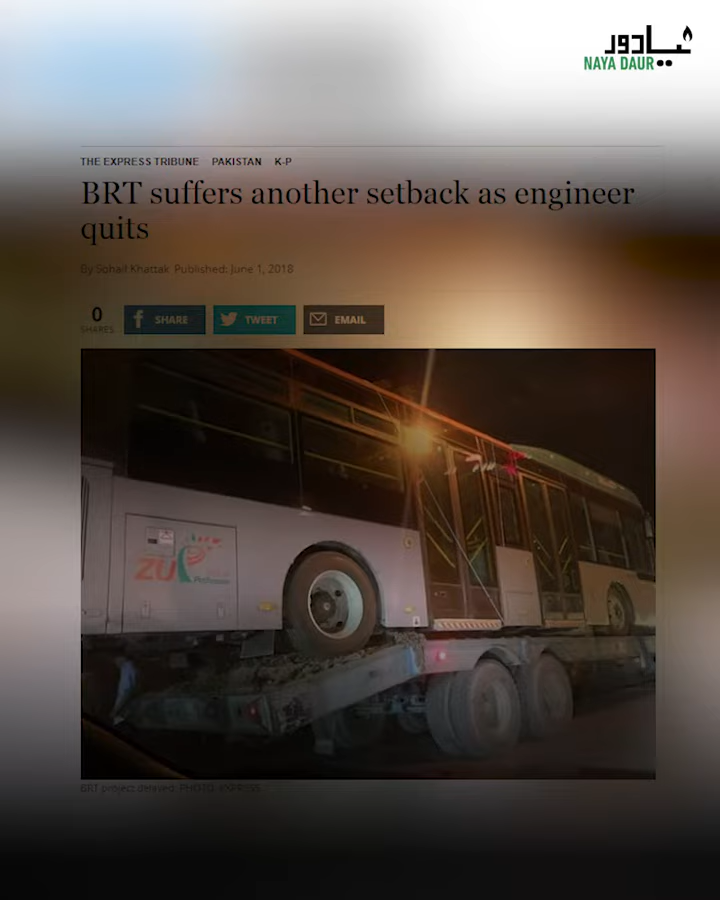 نیا دور
NAYA DAUR
THE EXPRESS TRIBUNE PAKISTAN K-P
BRT suffers another setback as engineer
quits
By Sohail Khattak Published: June 1, 2018
0
SHARES
SHARE
TWEET
EMAIL
ZU
Peshawar
BRT project delayed. PHOTO: EXPRESS